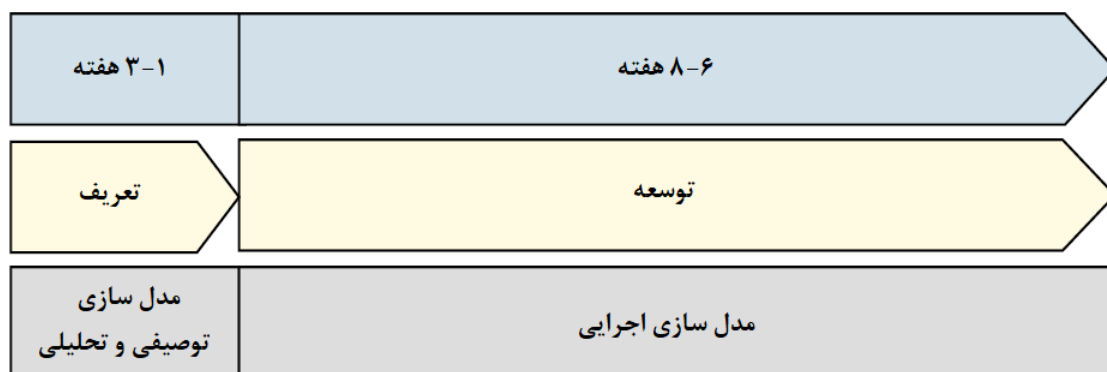 ۳-۱ هفته
۸-۶ هفته
تعریف
توسعه
مدل سازی
توصیفی و تحلیلی
مدل سازی اجرایی